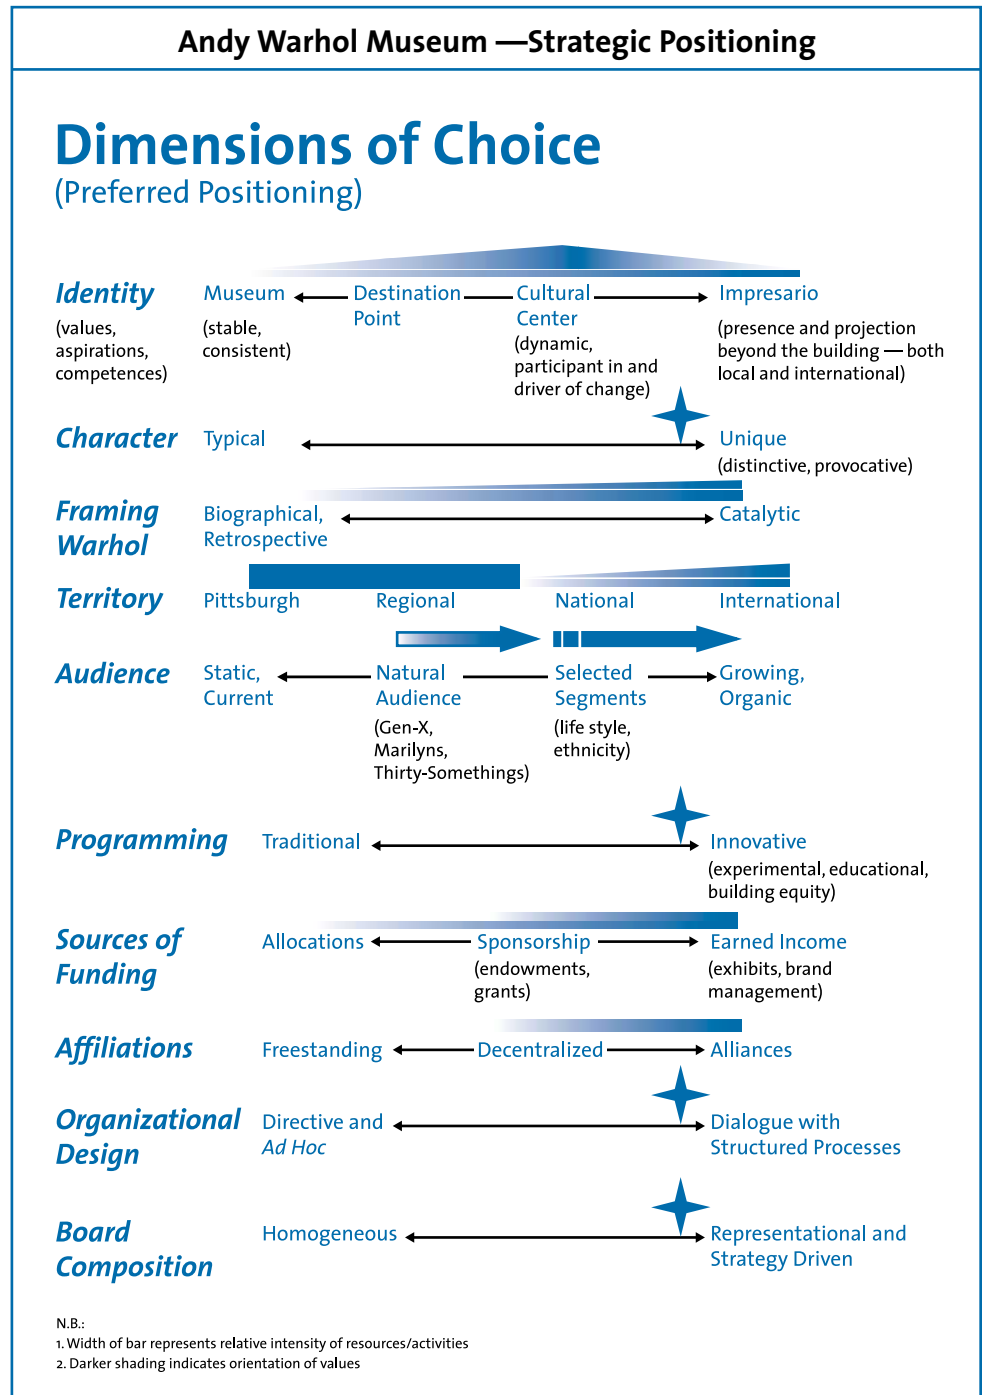 Andy Warhol Museum —Strategic Positioning
Dimensions of Choice
(Preferred Positioning)
Identity
(values,
aspirations,
competences)
Museum
(stable,
consistent)
Destination
Point
Cultural
Center
(dynamic,
participant in and
driver of change)
Impresario
(presence and projection
beyond the building — both
local and international)
Character
Typical
Unique
(distinctive, provocative)
Framing
Warhol
Biographical,
Retrospective
Catalytic
Territory
Pittsburgh
Regional
National
International
Audience
Static,
Current
Natural
Audience
(Gen-X,
Marilyns,
Thirty-Somethings)
Selected
Segments
(life style,
ethnicity)
Growing,
Organic
Programming
Traditional
Innovative
(experimental, educational,
building equity)
Sources of
Funding
Allocations
Sponsorship
(endowments,
grants)
Earned Income
(exhibits, brand
management)
Affiliations
Freestanding
Decentralized
Alliances
Organizational
Design
Directive and
Ad Hoc
Dialogue with
Structured Processes
Board
Composition
Homogeneous
Representational and
Strategy Driven
N.B.:
1. Width of bar represents relative intensity of resources/activities
2. Darker shading indicates orientation of values